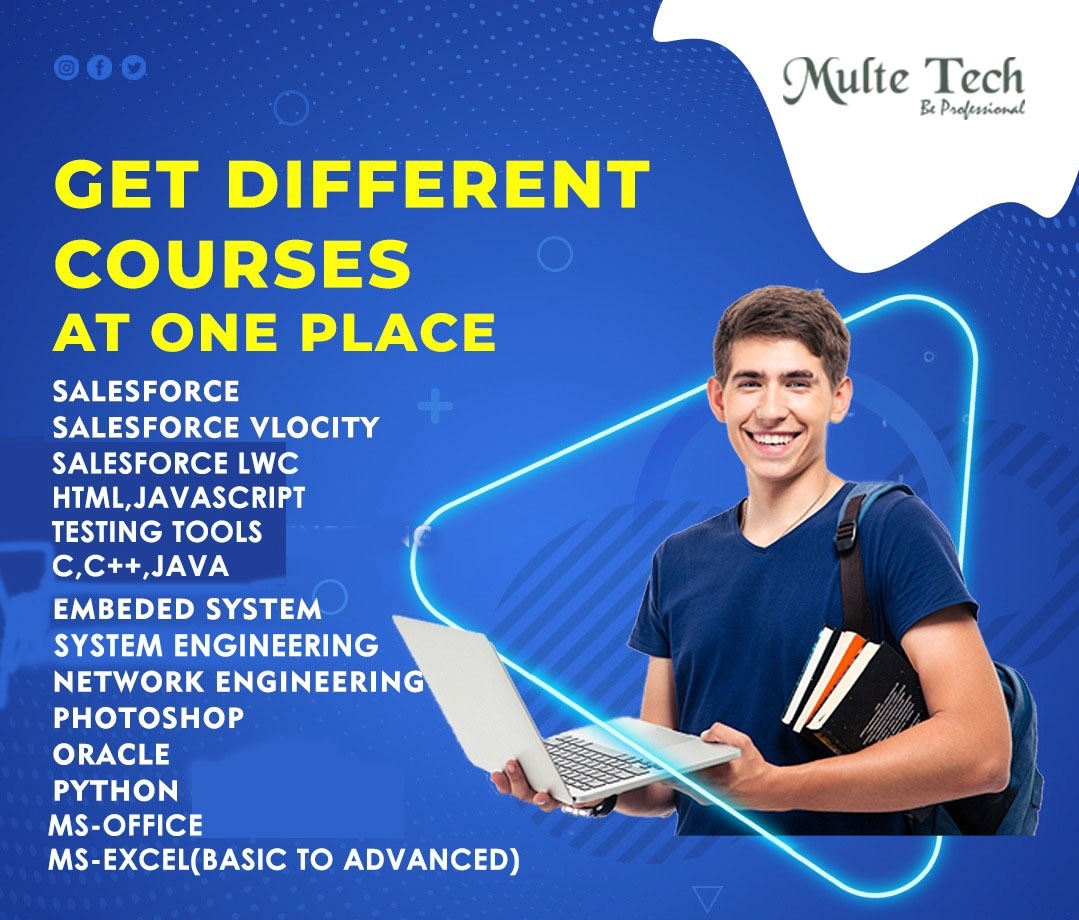 Multe Tech
Be Professional
GET DIFFERENT
COURSES
AT ONE PLACE
SALESFORCE
SALESFORCE VLOCITY
SALESFORCE LWC
HTML,JAVASCRIPT
TESTING TOOLS
C,C++,JAVA
EMBEDED SYSTEM
SYSTEM ENGINEERING
NETWORK ENGINEERING
PHOTOSHOP
ORACLE
PYTHON
MS-OFFICE
MS-EXCEL(BASIC TO ADVANCED)